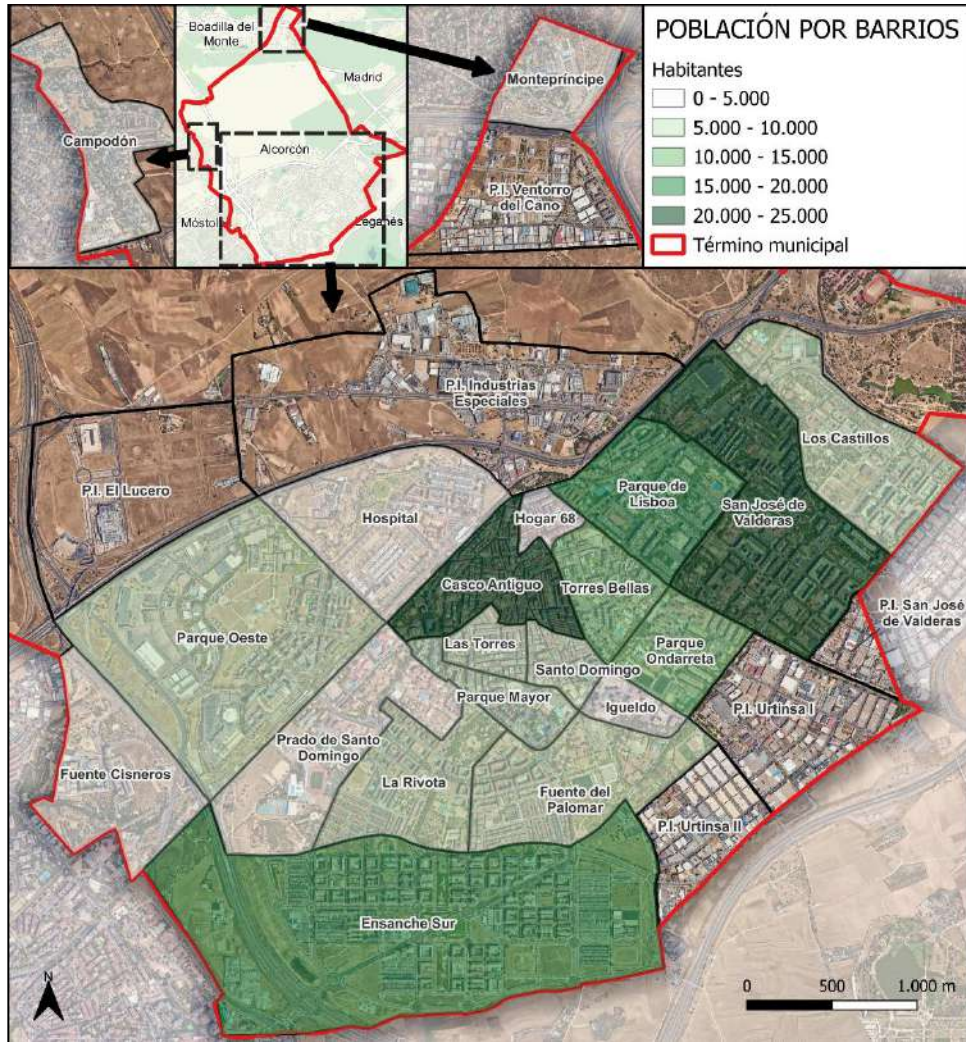 POBLACIÓN POR BARRIOS
Habitantes
0 - 5.000
5.000 - 10.000
10.000 - 15.000
15.000 - 20.000
20.000 - 25.000
Término municipal
Boadilla del
Monte
Madrid
Alcorcón
Móstol
Leganés
Campodón
Montepríncipe
P.I. Ventorro
del Cano
P.I. Industrias
Especiales
P.I. El Lucero
Hospital
Hogar 68
Parque de
Lisboa
Los Castillos
San José de
Valderas
Casco Antiguo
Torres Bellas
P.I. San José
de Valderas
Parque Oeste
Las Torres
Santo Domingo
Parque
Ondarreta
Parque Mayor
Igueldo
P.I. Urtinsa I
Prado de Santo
Domingo
Fuente Cisneros
La Rivota
Fuente del
Palomar
P.I. Urtinsa II
Ensanche Sur
N
0 500 1.000 m